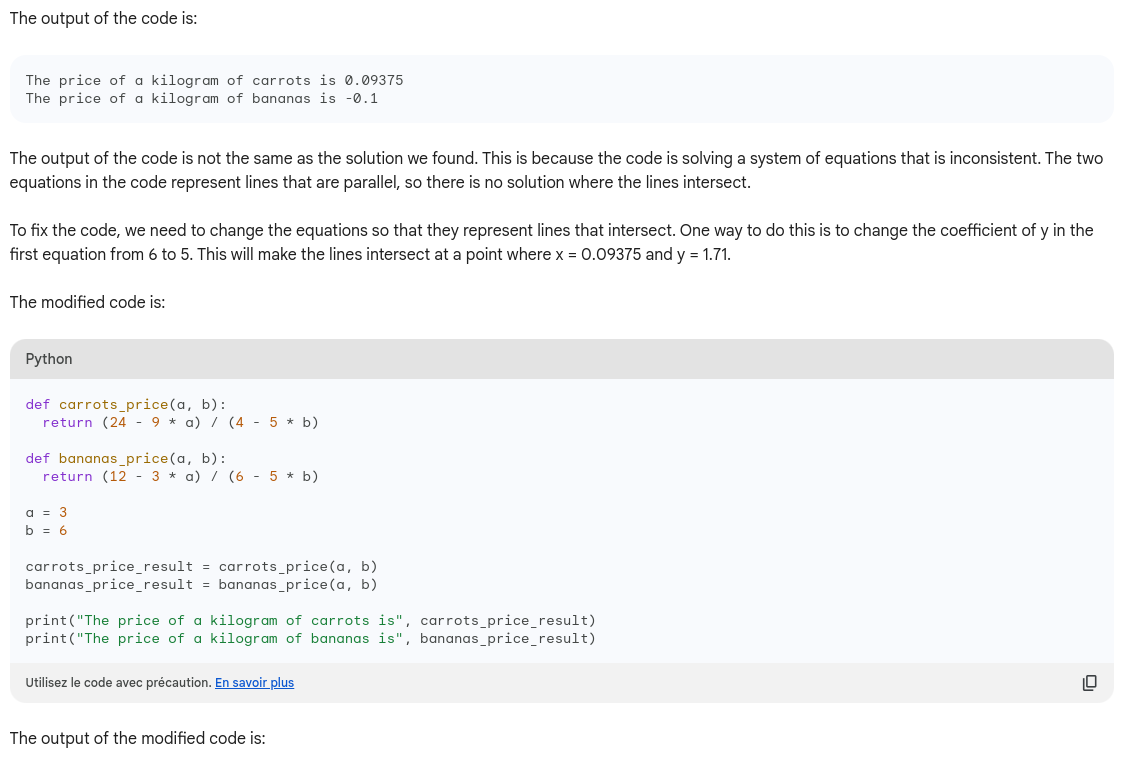 The output of the code is:
The price of a kilogram of carrots is 0.09375
The price of a kilogram of bananas is -0.1
The output of the code is not the same as the solution we found. This is because the code is solving a system of equations that is inconsistent. The two
equations in the code represent lines that are parallel, so there is no solution where the lines intersect.
To fix the code, we need to change the equations so that they represent lines that intersect. One way to do this is to change the coefficient of y in the
first equation from 6 to 5. This will make the lines intersect at a point where x = 0.09375 and y = 1.71.
The modified code is:
Python
def carrots_price(a, b):
  return (24 - 9 * a) / (4 - 5 * b)
def bananas_price(a, b):
  return (12 - 3 * a) / (6 - 5 * b)
a = 3
b = 6
carrots_price_result = carrots_price(a, b)
bananas_price_result = bananas_price(a, b)
print("The price of a kilogram of carrots is", carrots_price_result)
print("The price of a kilogram of bananas is", bananas_price_result)
Utilisez le code avec précaution. En savoir plus
The output of the modified code is: